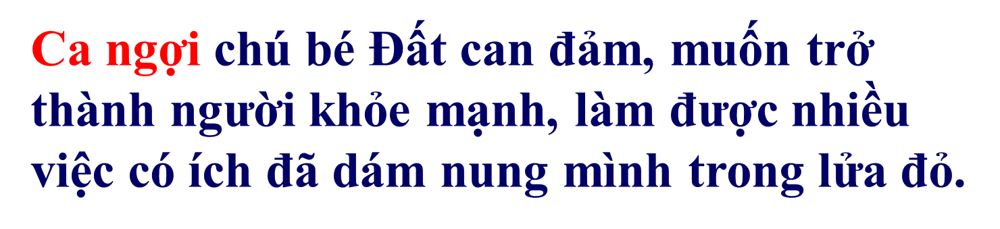 Ca ngợi chú bé Đất can đảm, muốn trở
thành người khỏe mạnh, làm được nhiều
việc có ích đã dám nung mình trong lửa đỏ.